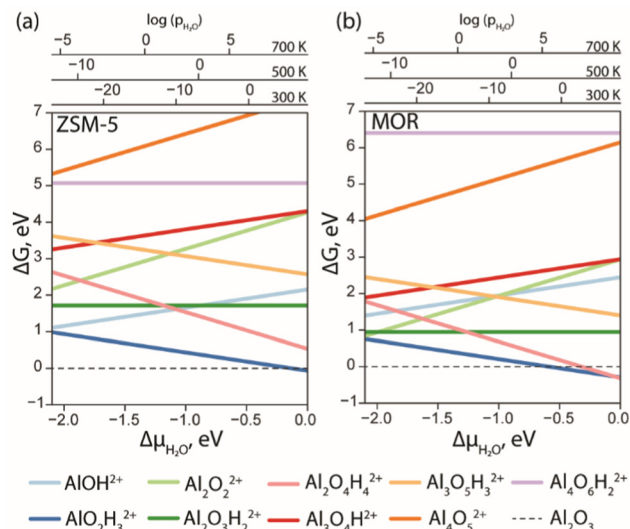 (a)
log (pH₂O)
−5 0 5 700 K
−10 0 500 K
−20 −10 0 300 K
ZSM-5
7
6
5
4
3
2
1
0
−1
ΔG, eV
−2.0 −1.5 −1.0 −0.5 0.0
ΔμH₂O, eV
(b)
log (pH₂O)
−5 0 5 700 K
−10 0 500 K
−20 −10 0 300 K
MOR
7
6
5
4
3
2
1
0
−1
ΔG, eV
−2.0 −1.5 −1.0 −0.5 0.0
ΔμH₂O, eV
AlOH²⁺ Al₂O₂²⁺ Al₂O₄H₄²⁺ Al₃O₅H₃²⁺ Al₄O₆H₂²⁺
AlO₂H₃²⁺ Al₂O₃H₂²⁺ Al₃O₄H²⁺ Al₄O₅²⁺ Al₂O₃